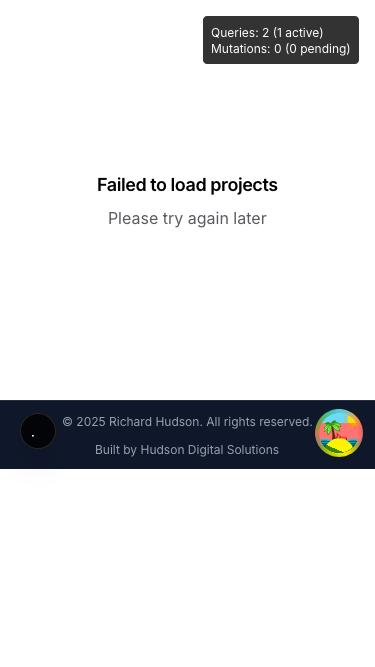 Queries: 2 (1 active)
Mutations: 0 (0 pending)
Failed to load projects
Please try again later
© 2025 Richard Hudson. All rights reserved.
Built by Hudson Digital Solutions